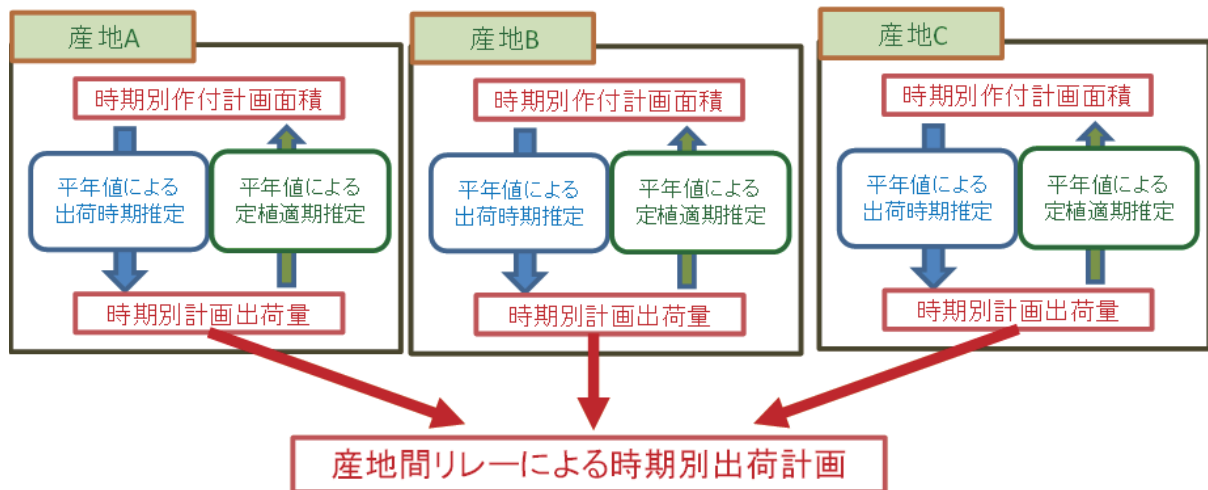 産地A
時期別作付計画面積
平年値による
出荷時期推定
平年値による
定植適期推定
時期別計画出荷量
産地B
時期別作付計画面積
平年値による
出荷時期推定
平年値による
定植適期推定
時期別計画出荷量
産地C
時期別作付計画面積
平年値による
出荷時期推定
平年値による
定植適期推定
時期別計画出荷量
産地間リレーによる時期別出荷計画